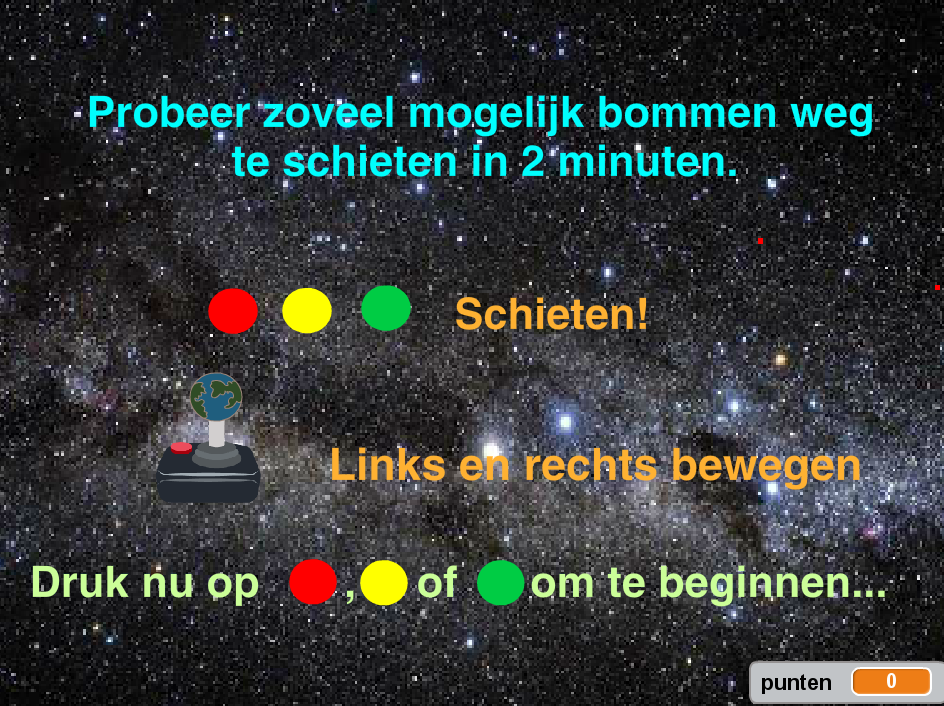 Probeer zoveel mogelijk bommen weg
te schieten in 2 minuten.
Schieten!
Links en rechts bewegen
Druk nu op , of om te beginnen...
punten 0